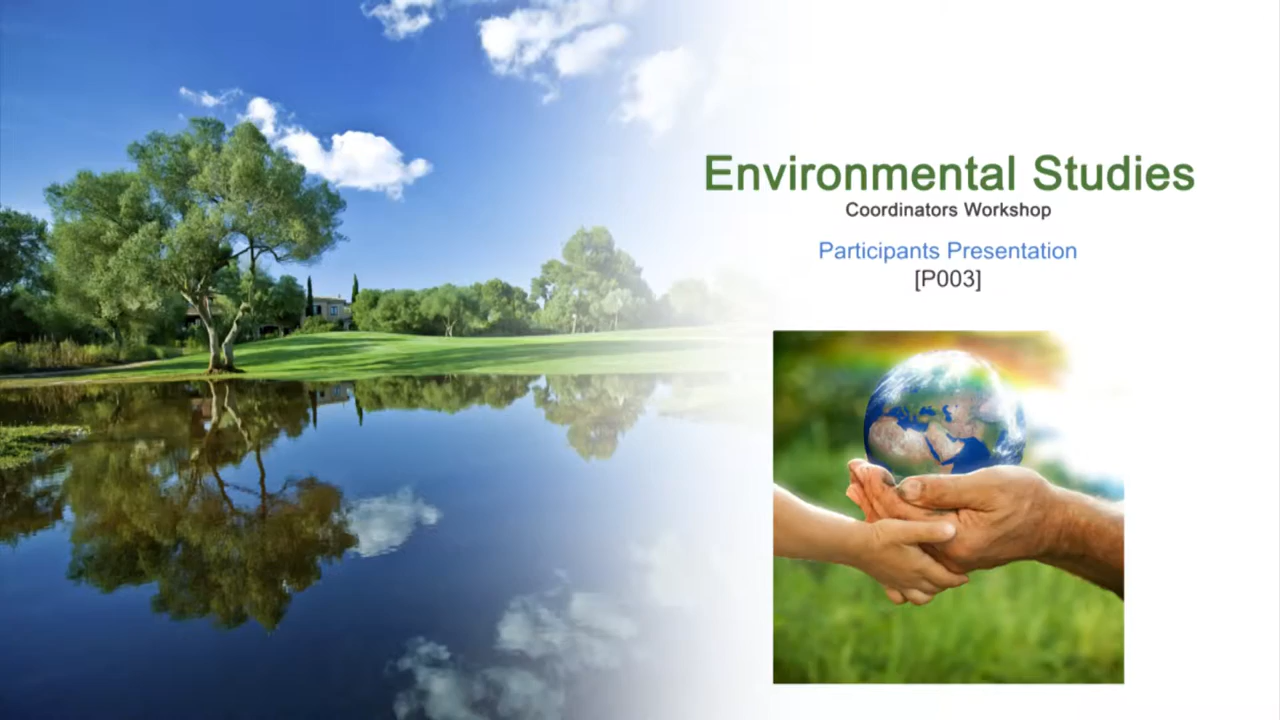 Environmental Studies
Coordinators Workshop
Participants Presentation
[P003]